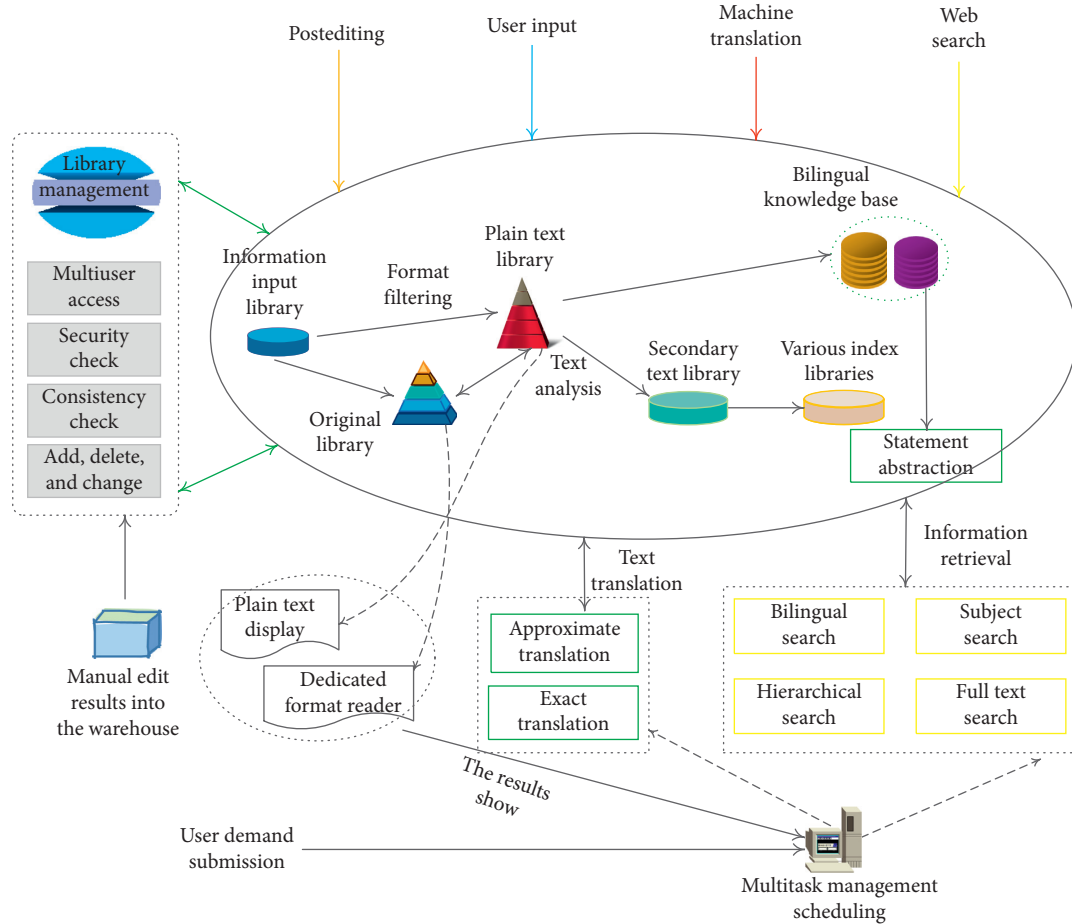 Postediting
User input
Machine
translation
Web
search
Library
management
Multiuser
access
Security
check
Consistency
check
Add, delete,
and change
Manual edit
results into
the warehouse
Information
input
library
Format
filtering
Plain text
library
Bilingual
knowledge base
Original
library
Text
analysis
Secondary
text library
Various index
libraries
Statement
abstraction
Text
translation
Information
retrieval
Plain text
display
Dedicated
format reader
Approximate
translation
Exact
translation
Bilingual
search
Subject
search
Hierarchical
search
Full text
search
The results
show
User demand
submission
Multitask management
scheduling